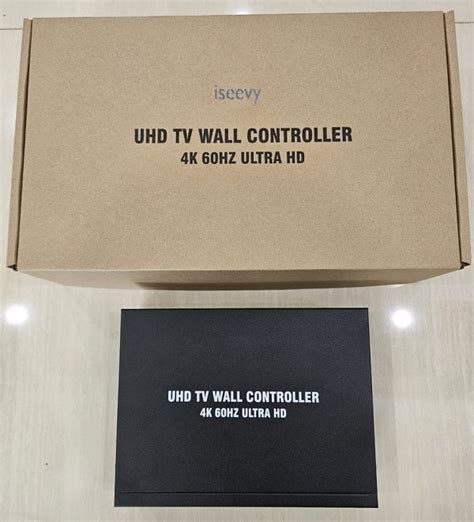 iseevy
UHD TV WALL CONTROLLER
4K 60HZ ULTRA HD
UHD TV WALL CONTROLLER
4K 60HZ ULTRA HD